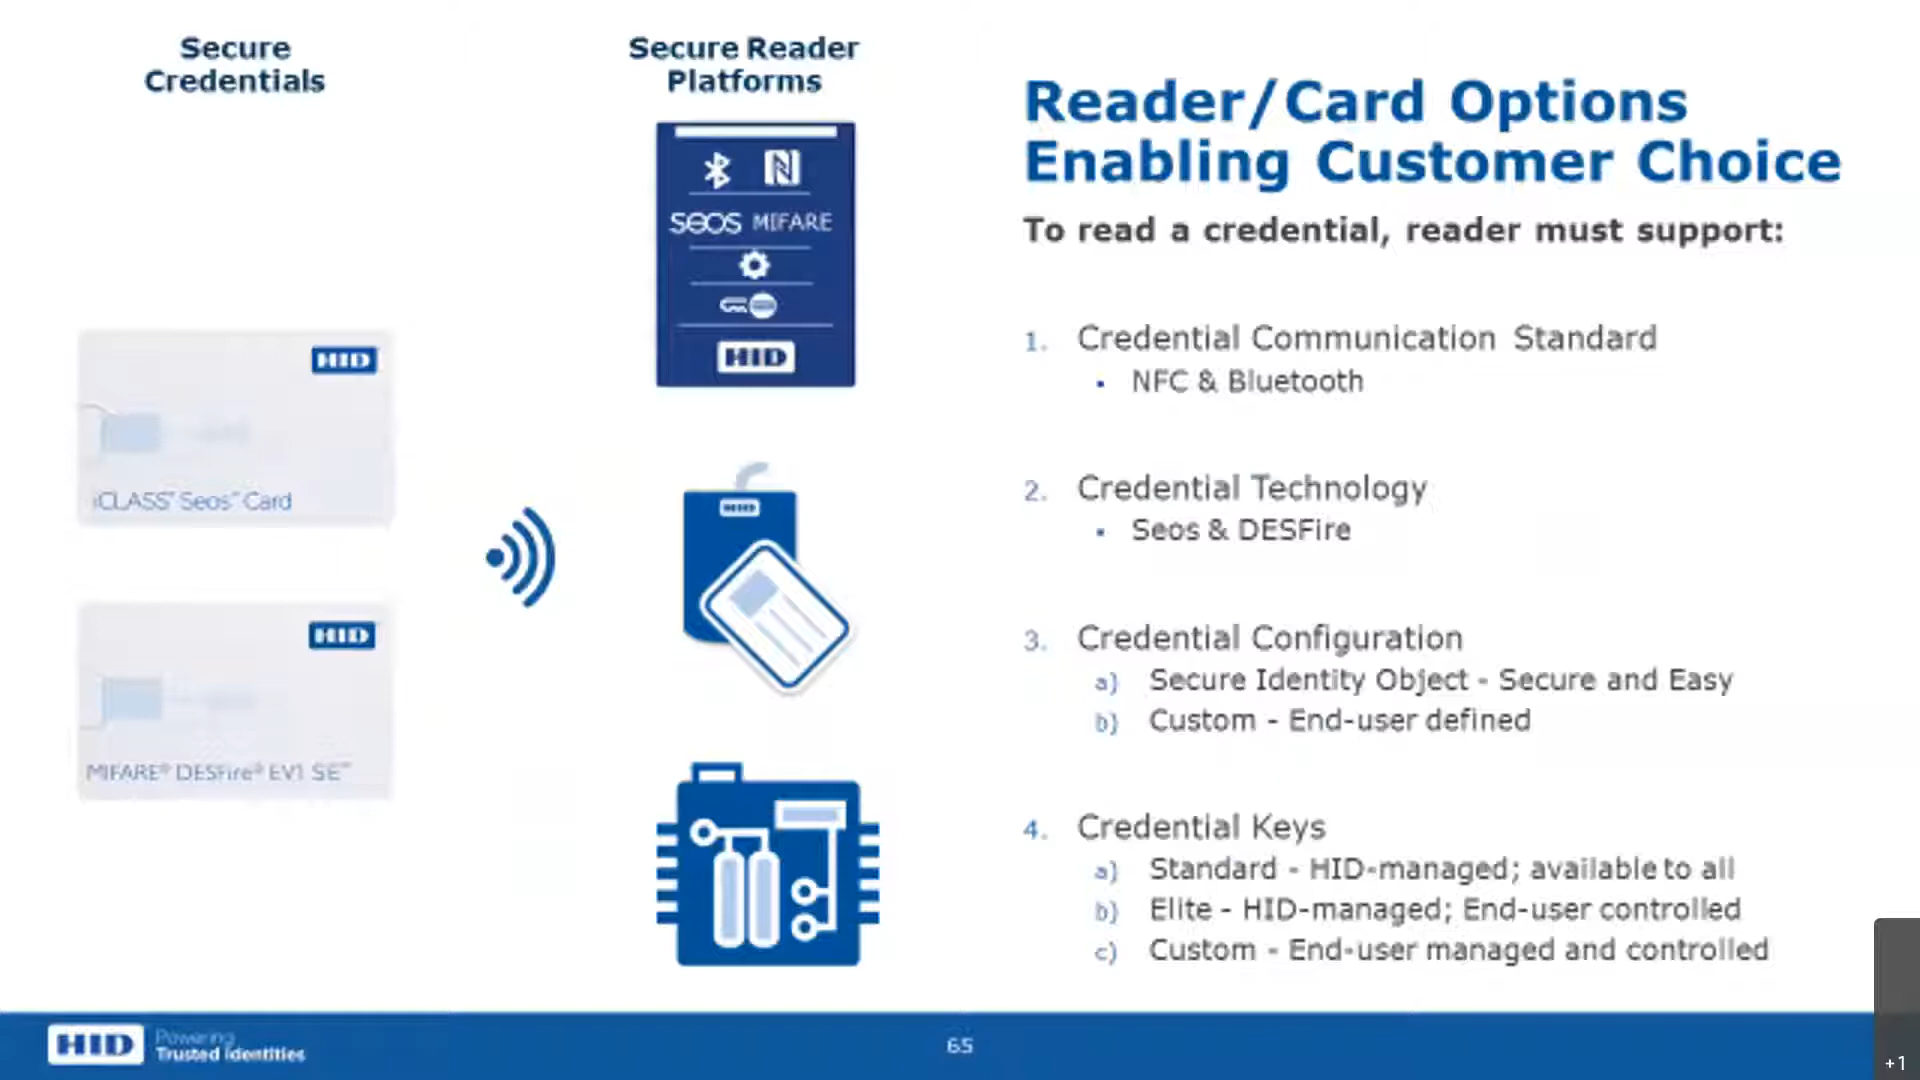 Secure
Credentials
Secure Reader
Platforms
Reader/Card Options
Enabling Customer Choice
To read a credential, reader must support:
seos MIFARE
HID
HID
iCLASS® Seos™ Card
HID
HID
MIFARE® DESFire® EV1 SE™
1. Credential Communication Standard
• NFC & Bluetooth
2. Credential Technology
• Seos & DESFire
3. Credential Configuration
a) Secure Identity Object - Secure and Easy
b) Custom - End-user defined
4. Credential Keys
a) Standard - HID-managed; available to all
b) Elite - HID-managed; End-user controlled
c) Custom - End-user managed and controlled
HID Powering
Trusted Identities
65
+1